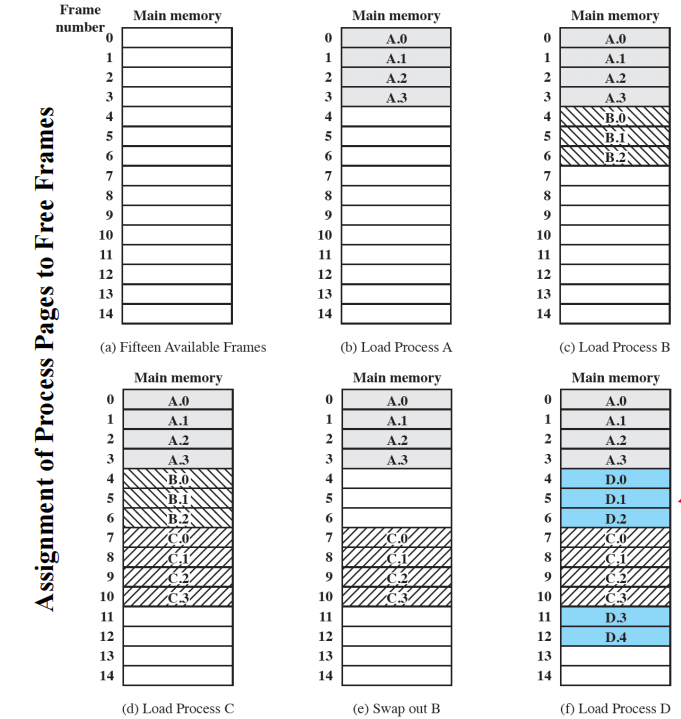 Assignment of Process Pages to Free Frames
Frame
number
Main memory
0
1
2
3
4
5
6
7
8
9
10
11
12
13
14
(a) Fifteen Available Frames
Main memory
0 A.0
1 A.1
2 A.2
3 A.3
4
5
6
7
8
9
10
11
12
13
14
(b) Load Process A
Main memory
0 A.0
1 A.1
2 A.2
3 A.3
4 B.0
5 B.1
6 B.2
7
8
9
10
11
12
13
14
(c) Load Process B
Main memory
0 A.0
1 A.1
2 A.2
3 A.3
4 B.0
5 B.1
6 B.2
7 C.0
8 C.1
9 C.2
10 C.3
11
12
13
14
(d) Load Process C
Main memory
0 A.0
1 A.1
2 A.2
3 A.3
4
5
6
7 C.0
8 C.1
9 C.2
10 C.3
11
12
13
14
(e) Swap out B
Main memory
0 A.0
1 A.1
2 A.2
3 A.3
4 D.0
5 D.1
6 D.2
7 C.0
8 C.1
9 C.2
10 C.3
11 D.3
12 D.4
13
14
(f) Load Process D